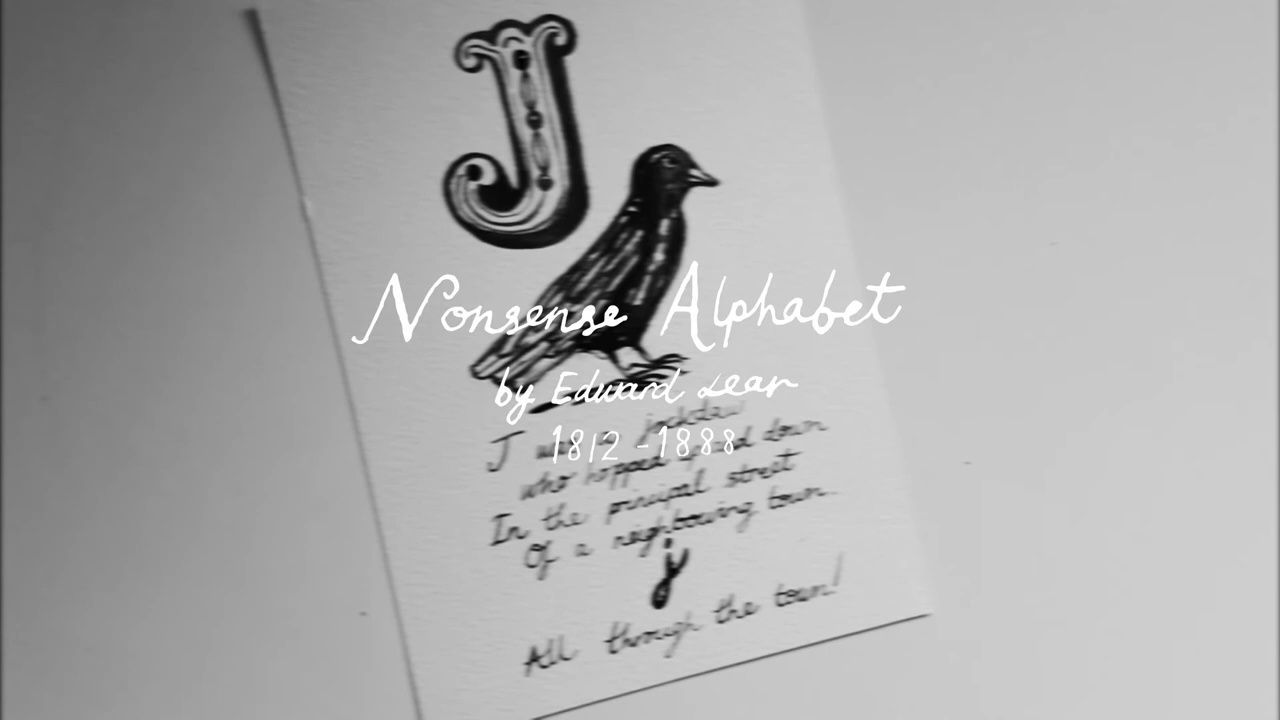 J
Nonsense Alphabet
by Edward Lear
1812 - 1888
J was a jackdaw
who hopped up and down
In the principal street
Of a neighbouring town.
j
All through the town!